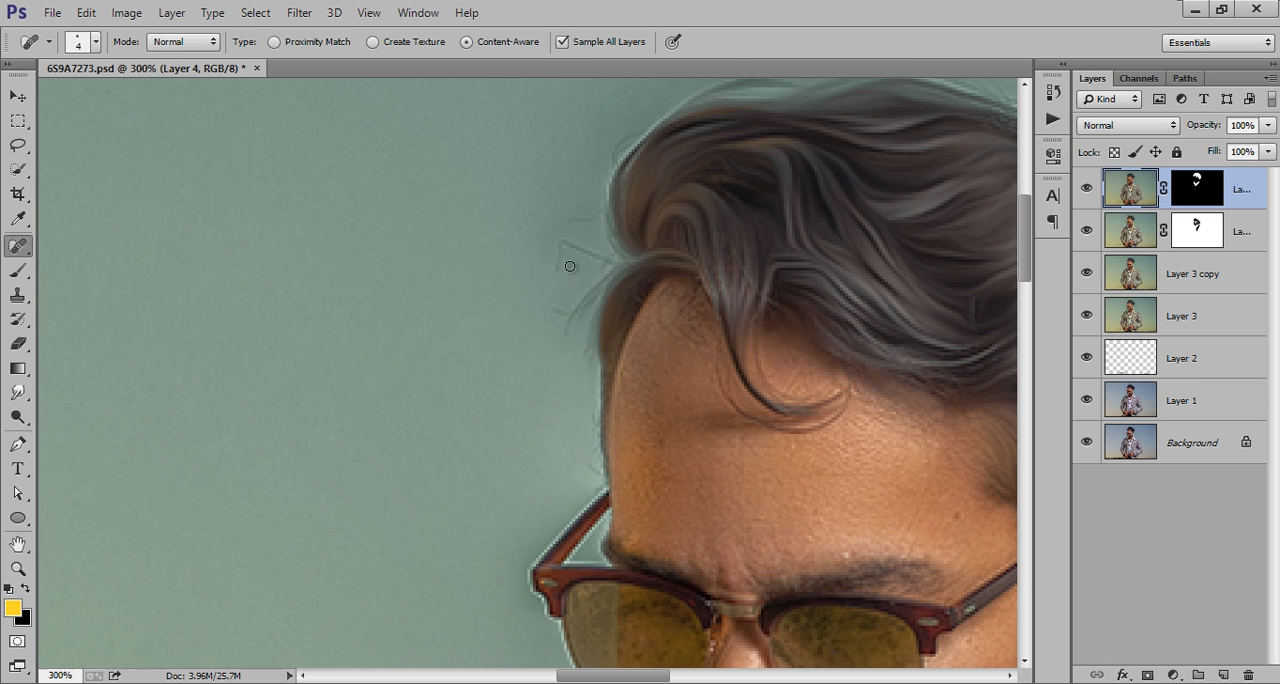 Ps File Edit Image Layer Type Select Filter 3D View Window Help
4 Mode: Normal Type: Proximity Match Create Texture Content-Aware Sample All Layers Essentials
6S9A7273.psd @ 300% (Layer 4, RGB/8) * ×
Layers Channels Paths
Kind
Normal Opacity: 100%
Lock: Fill: 100%
La...
La...
Layer 3 copy
Layer 3
Layer 2
Layer 1
Background
300% Doc: 3.96M/25.7M